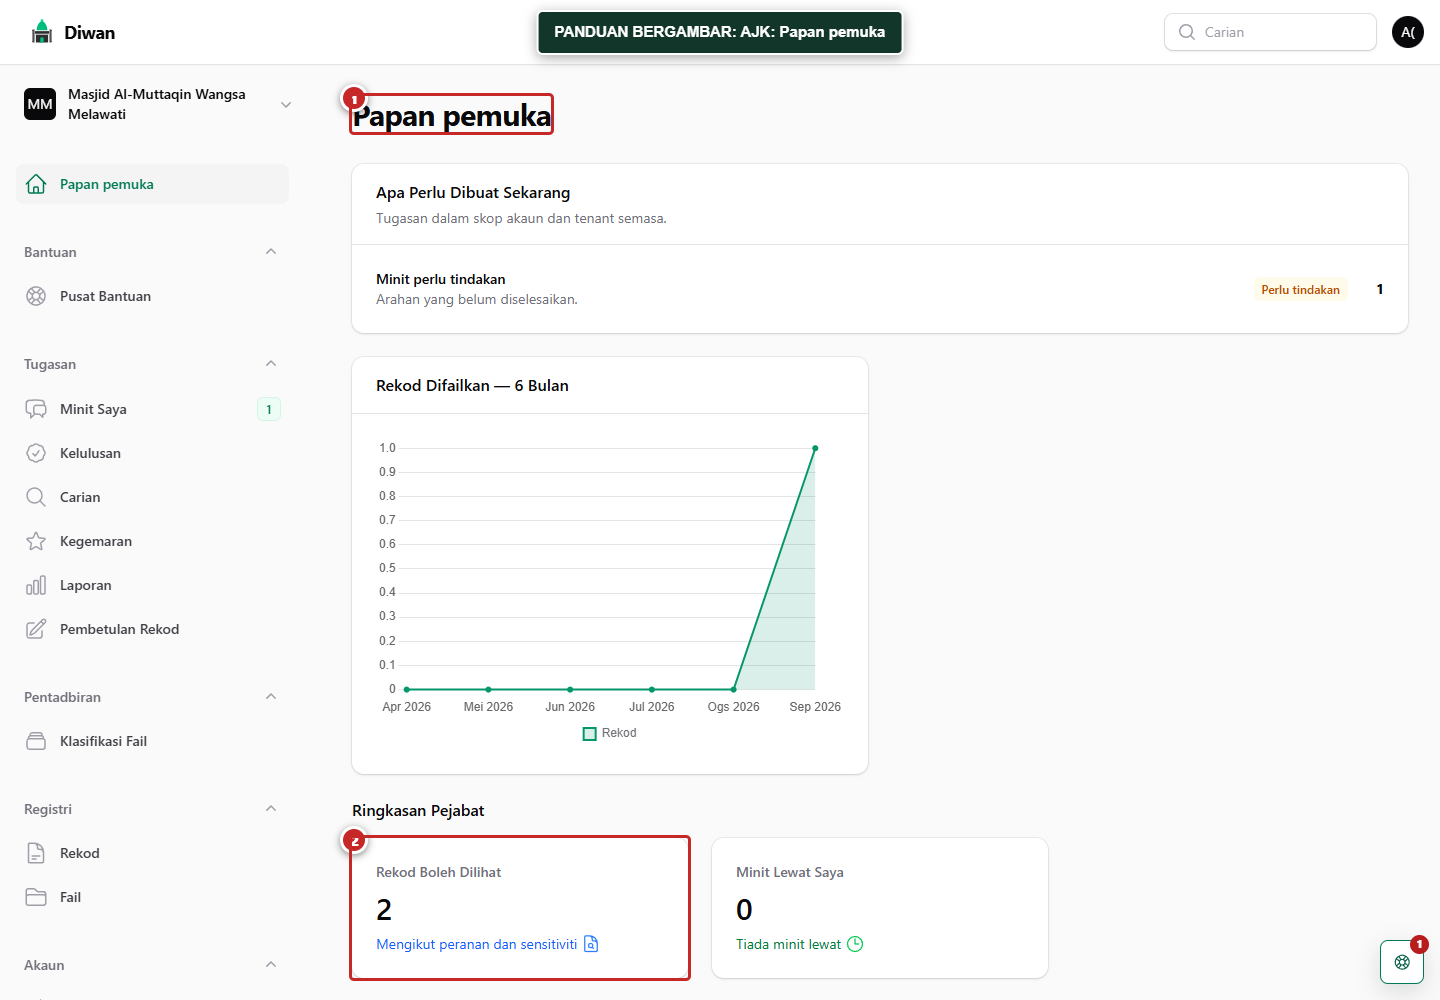 Diwan
PANDUAN BERGAMBAR: AJK: Papan pemuka
Carian
A(
MM
Masjid Al-Muttaqin Wangsa
Melawati
Papan pemuka
Bantuan
Pusat Bantuan
Tugasan
Minit Saya
1
Kelulusan
Carian
Kegemaran
Laporan
Pembetulan Rekod
Pentadbiran
Klasifikasi Fail
Registri
Rekod
Fail
Akaun
1
Papan pemuka
Apa Perlu Dibuat Sekarang
Tugasan dalam skop akaun dan tenant semasa.
Minit perlu tindakan
Arahan yang belum diselesaikan.
Perlu tindakan
1
Rekod Difailkan — 6 Bulan
1.0
0.9
0.8
0.7
0.6
0.5
0.4
0.3
0.2
0.1
0
Apr 2026 Mei 2026 Jun 2026 Jul 2026 Ogs 2026 Sep 2026
Rekod
Ringkasan Pejabat
2
Rekod Boleh Dilihat
2
Mengikut peranan dan sensitiviti
Minit Lewat Saya
0
Tiada minit lewat
1